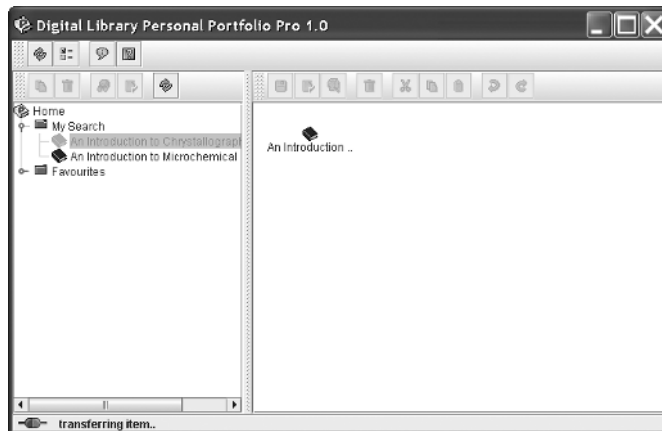 Digital Library Personal Portfolio Pro 1.0
Home
My Search
An Introduction to Chrystallograph
An Introduction to Microchemical
Favourites
An Introduction ..
transferring item..